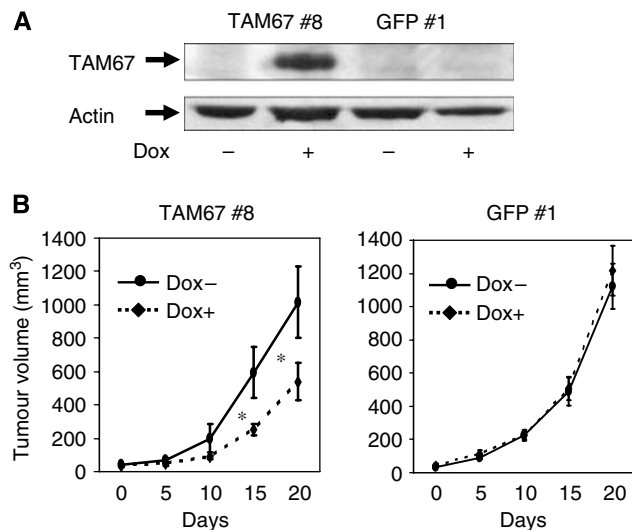 A
TAM67 #8 GFP #1
TAM67
Actin
Dox – + – +
B
TAM67 #8
1400
1200
1000
800
600
400
200
0
Tumour volume (mm³)
Dox–
Dox+
*
*
0 5 10 15 20
Days
GFP #1
1400
1200
1000
800
600
400
200
0
Dox–
Dox+
0 5 10 15 20
Days